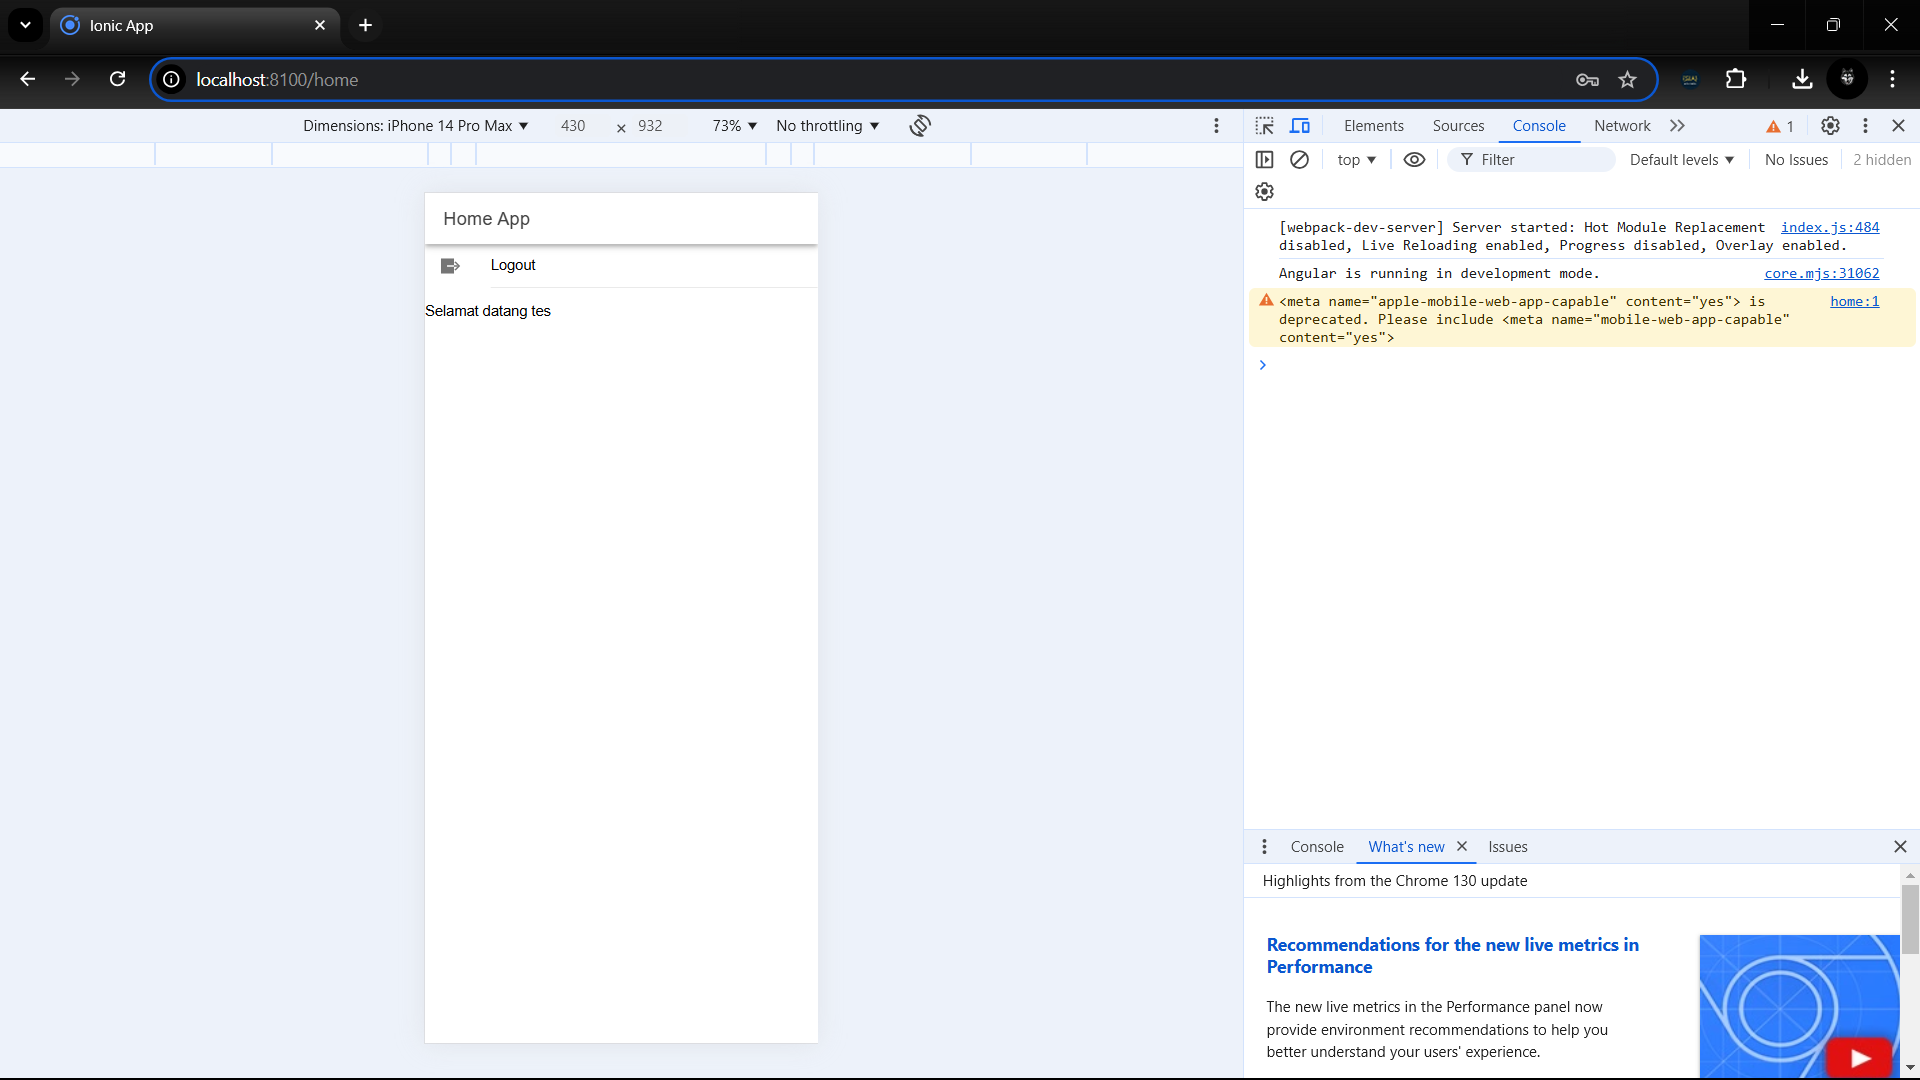 Ionic App
localhost:8100/home
Dimensions: iPhone 14 Pro Max ▼ 430 × 932 73% ▼ No throttling ▼
Elements Sources Console Network 1
top ▼ Filter Default levels ▼ No Issues 2 hidden
Home App
Logout
Selamat datang tes
[webpack-dev-server] Server started: Hot Module Replacement index.js:484
disabled, Live Reloading enabled, Progress disabled, Overlay enabled.
Angular is running in development mode. core.mjs:31062
<meta name="apple-mobile-web-app-capable" content="yes"> is home:1
deprecated. Please include <meta name="mobile-web-app-capable"
content="yes">
Console What's new Issues
Highlights from the Chrome 130 update
Recommendations for the new live metrics in
Performance
The new live metrics in the Performance panel now
provide environment recommendations to help you
better understand your users' experience.